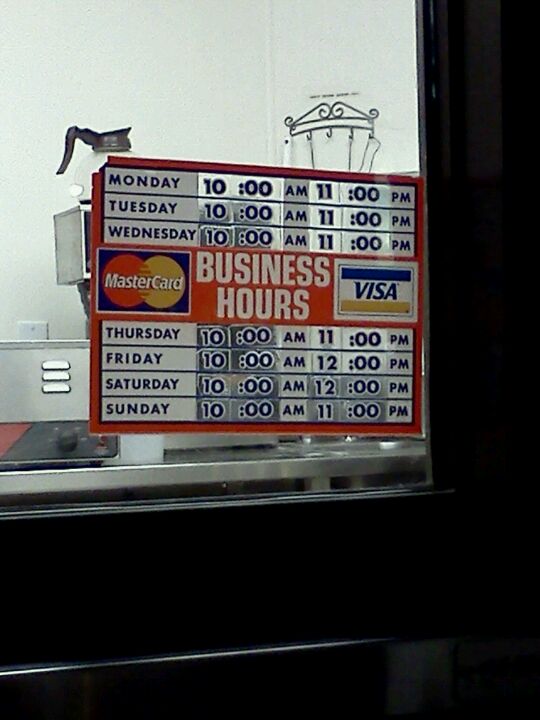 MONDAY 10 :00 AM 11 :00 PM
TUESDAY 10 :00 AM 11 :00 PM
WEDNESDAY 10 :00 AM 11 :00 PM
MasterCard
BUSINESS
HOURS
VISA
THURSDAY 10 :00 AM 11 :00 PM
FRIDAY 10 :00 AM 12 :00 PM
SATURDAY 10 :00 AM 12 :00 PM
SUNDAY 10 :00 AM 11 :00 PM